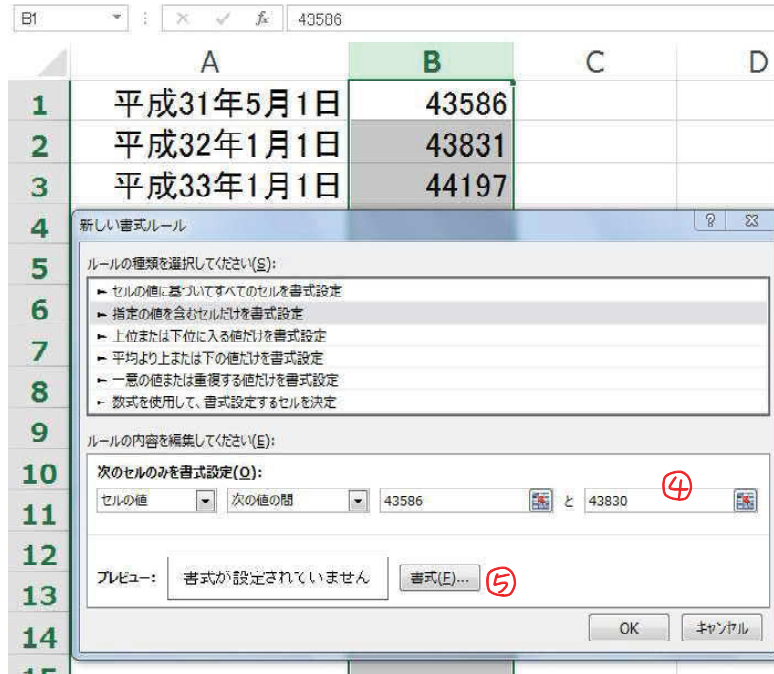 B1 fx 43586
A B C D
1 平成31年5月1日 43586
2 平成32年1月1日 43831
3 平成33年1月1日 44197
4
新しい書式ルール
5
ルールの種類を選択してください(S):
► セルの値に基づいてすべてのセルを書式設定
6
► 指定の値を含むセルだけを書式設定
► 上位または下位に入る値だけを書式設定
7
► 平均より上または下の値だけを書式設定
8
► 一意の値または重複する値だけを書式設定
► 数式を使用して、書式設定するセルを決定
9
ルールの内容を編集してください(E):
10
次のセルのみを書式設定(O):
④
11
セルの値 次の値の間 43586 と 43830
12
プレビュー: 書式が設定されていません 書式(F)... ⑤
13
14
OK キャンセル
15